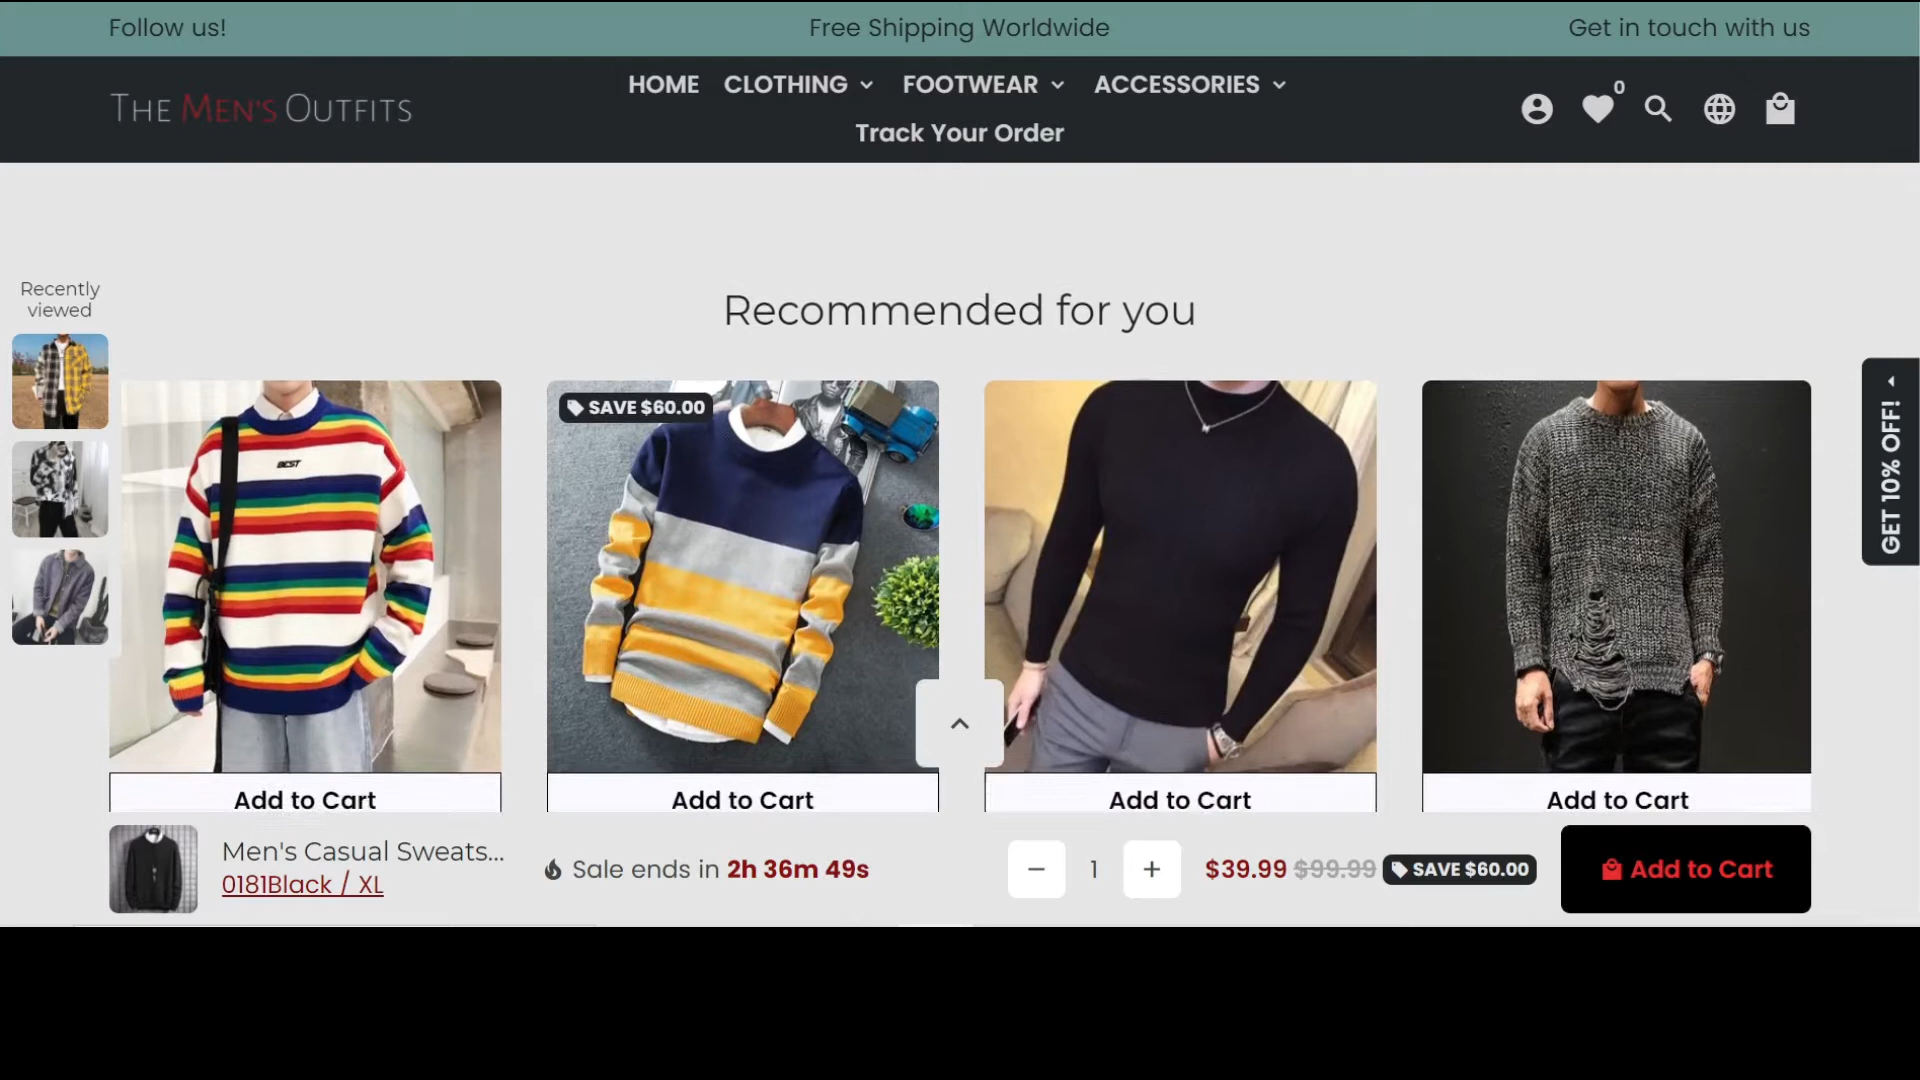 Follow us!
Free Shipping Worldwide
Get in touch with us
THE MEN'S OUTFITS
HOME
CLOTHING
FOOTWEAR
ACCESSORIES
Track Your Order
0
Recently
viewed
Recommended for you
BEST
SAVE $60.00
GET 10% OFF!
Add to Cart
Add to Cart
Add to Cart
Add to Cart
Men's Casual Sweats...
0181Black / XL
Sale ends in 2h 36m 49s
1
$39.99 $99.99 SAVE $60.00
Add to Cart